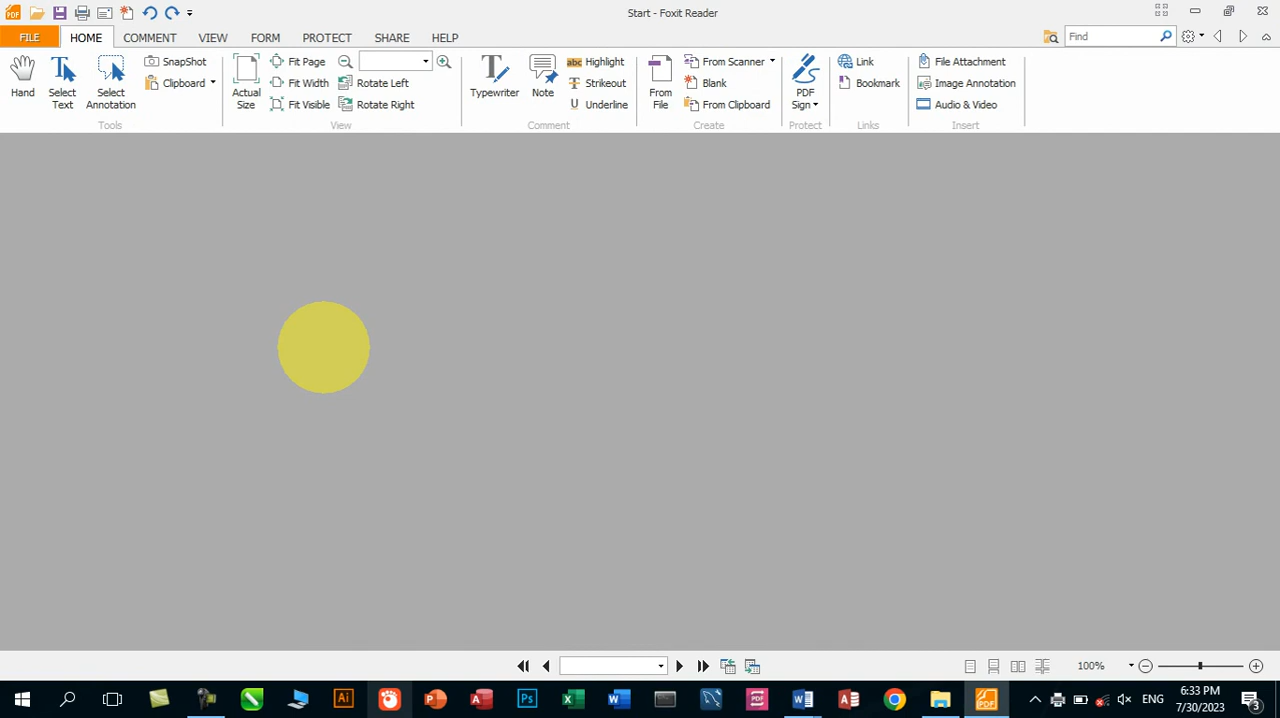 Start - Foxit Reader
FILE HOME COMMENT VIEW FORM PROTECT SHARE HELP Find
Hand
Select Text
Select Annotation
SnapShot
Clipboard
Tools
Actual Size
Fit Page
Fit Width
Fit Visible
Rotate Left
Rotate Right
View
Typewriter
Note
abc Highlight
Strikeout
Underline
Comment
From File
From Scanner
Blank
From Clipboard
Create
PDF Sign
Protect
Link
Bookmark
Links
File Attachment
Image Annotation
Audio & Video
Insert
100%
ENG
6:33 PM
7/30/2023
3